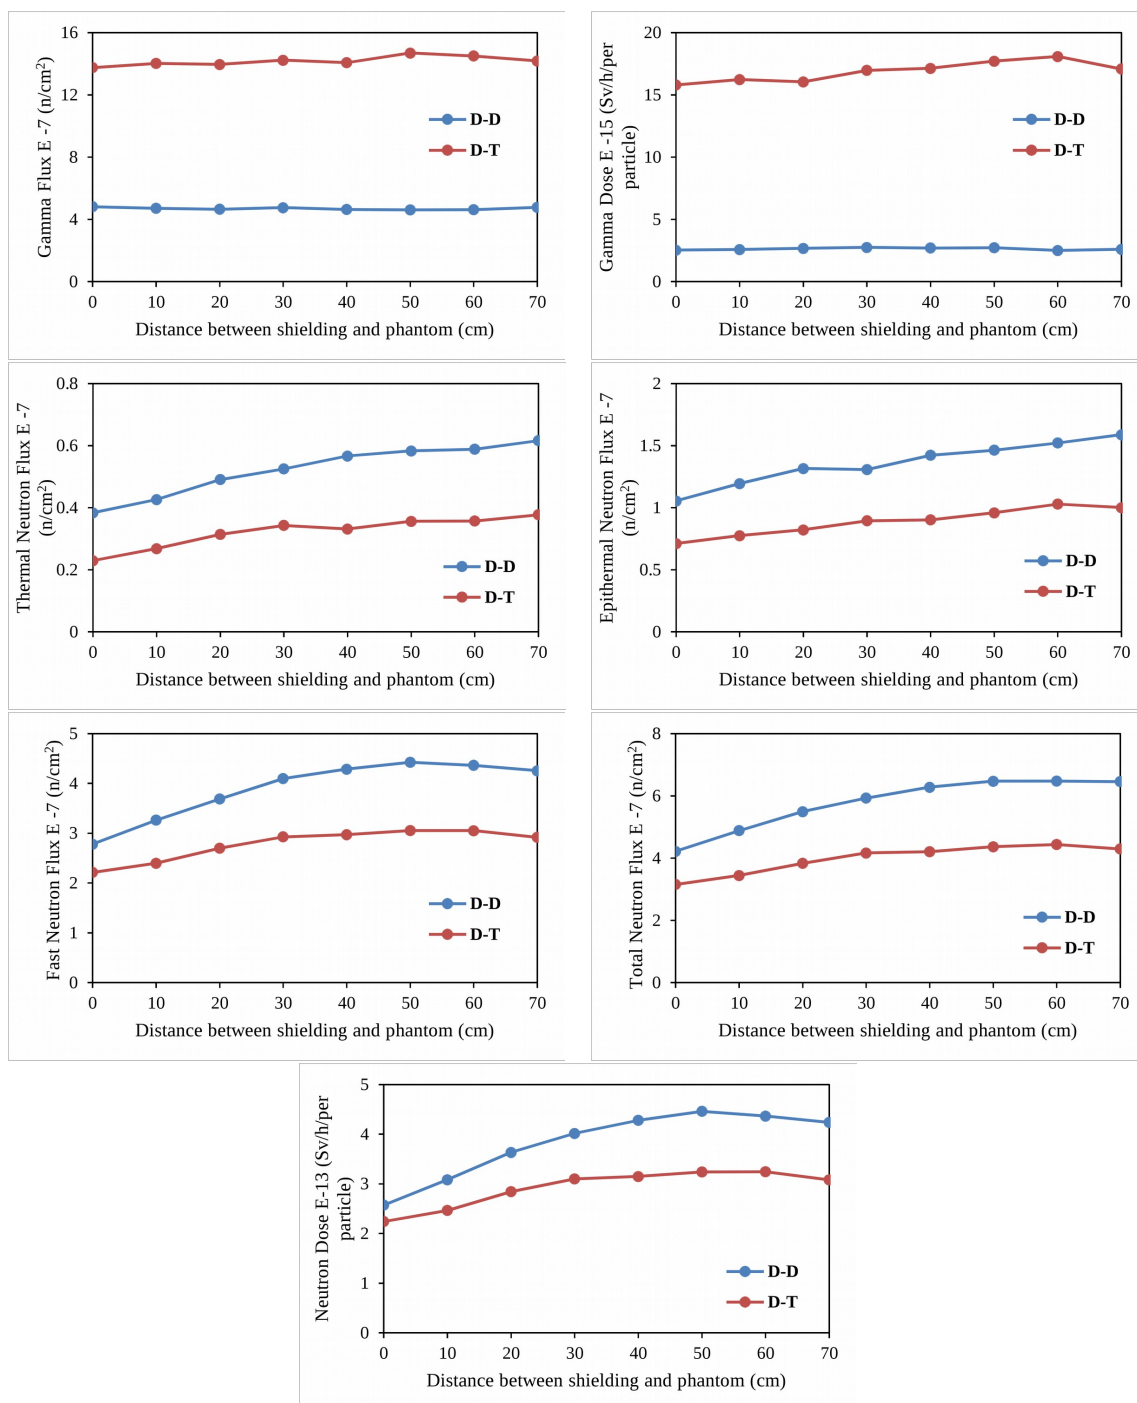 Gamma Flux E -7 (n/cm²)
16
12
8
4
0
D-D
D-T
0 10 20 30 40 50 60 70
Distance between shielding and phantom (cm)
Gamma Dose E -15 (Sv/h/per
particle)
20
15
10
5
0
D-D
D-T
0 10 20 30 40 50 60 70
Distance between shielding and phantom (cm)
Thermal Neutron Flux E -7
(n/cm²)
0.8
0.6
0.4
0.2
0
D-D
D-T
0 10 20 30 40 50 60 70
Distance between shielding and phantom (cm)
Epithermal Neutron Flux E -7
(n/cm²)
2
1.5
1
0.5
0
D-D
D-T
0 10 20 30 40 50 60 70
Distance between shielding and phantom (cm)
Fast Neutron Flux E -7 (n/cm²)
5
4
3
2
1
0
D-D
D-T
0 10 20 30 40 50 60 70
Distance between shielding and phantom (cm)
Total Neutron Flux E -7 (n/cm²)
8
6
4
2
0
D-D
D-T
0 10 20 30 40 50 60 70
Distance between shielding and phantom (cm)
Neutron Dose E-13 (Sv/h/per
particle)
5
4
3
2
1
0
D-D
D-T
0 10 20 30 40 50 60 70
Distance between shielding and phantom (cm)